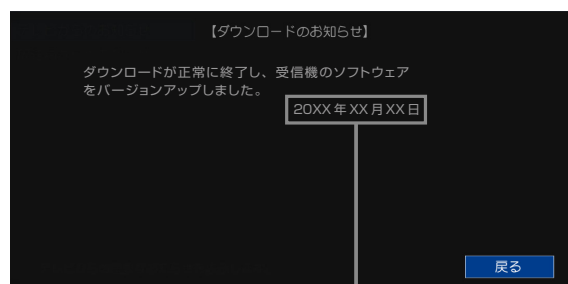 【ダウンロードのお知らせ】
ダウンロードが正常に終了し、受信機のソフトウェア
をバージョンアップしました。
20XX年XX月XX日
戻る